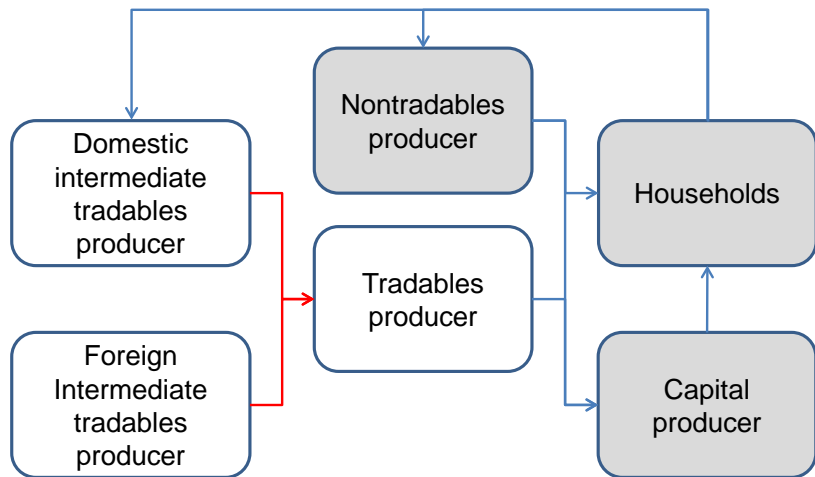 Nontradables
producer
Domestic
intermediate
tradables
producer
Households
Tradables
producer
Foreign
Intermediate
tradables
producer
Capital
producer